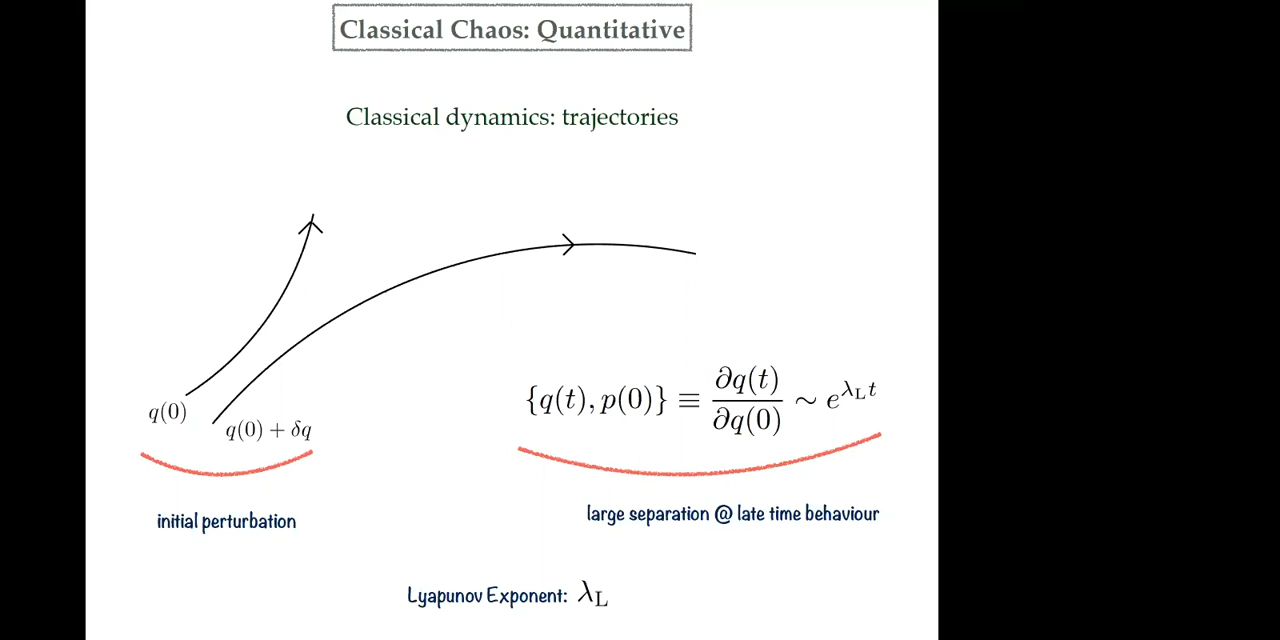 Classical Chaos: Quantitative
Classical dynamics: trajectories
q(0)
q(0) + δq
{q(t), p(0)} ≡ ∂q(t)/∂q(0) ∼ e^{λ_L t}
initial perturbation
large separation @ late time behaviour
Lyapunov Exponent: λ_L